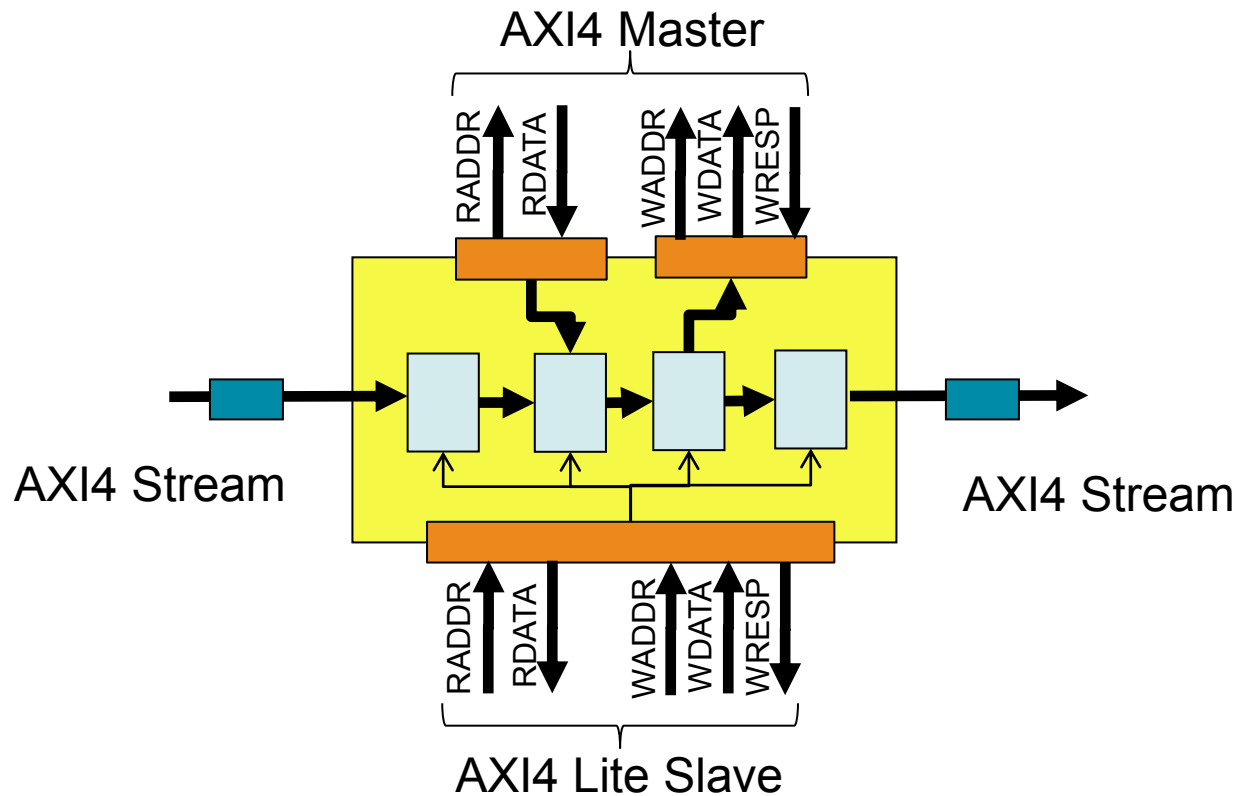 AXI4 Master
RADDR
RDATA
WADDR
WDATA
WRESP
AXI4 Stream
AXI4 Stream
RADDR
RDATA
WADDR
WDATA
WRESP
AXI4 Lite Slave